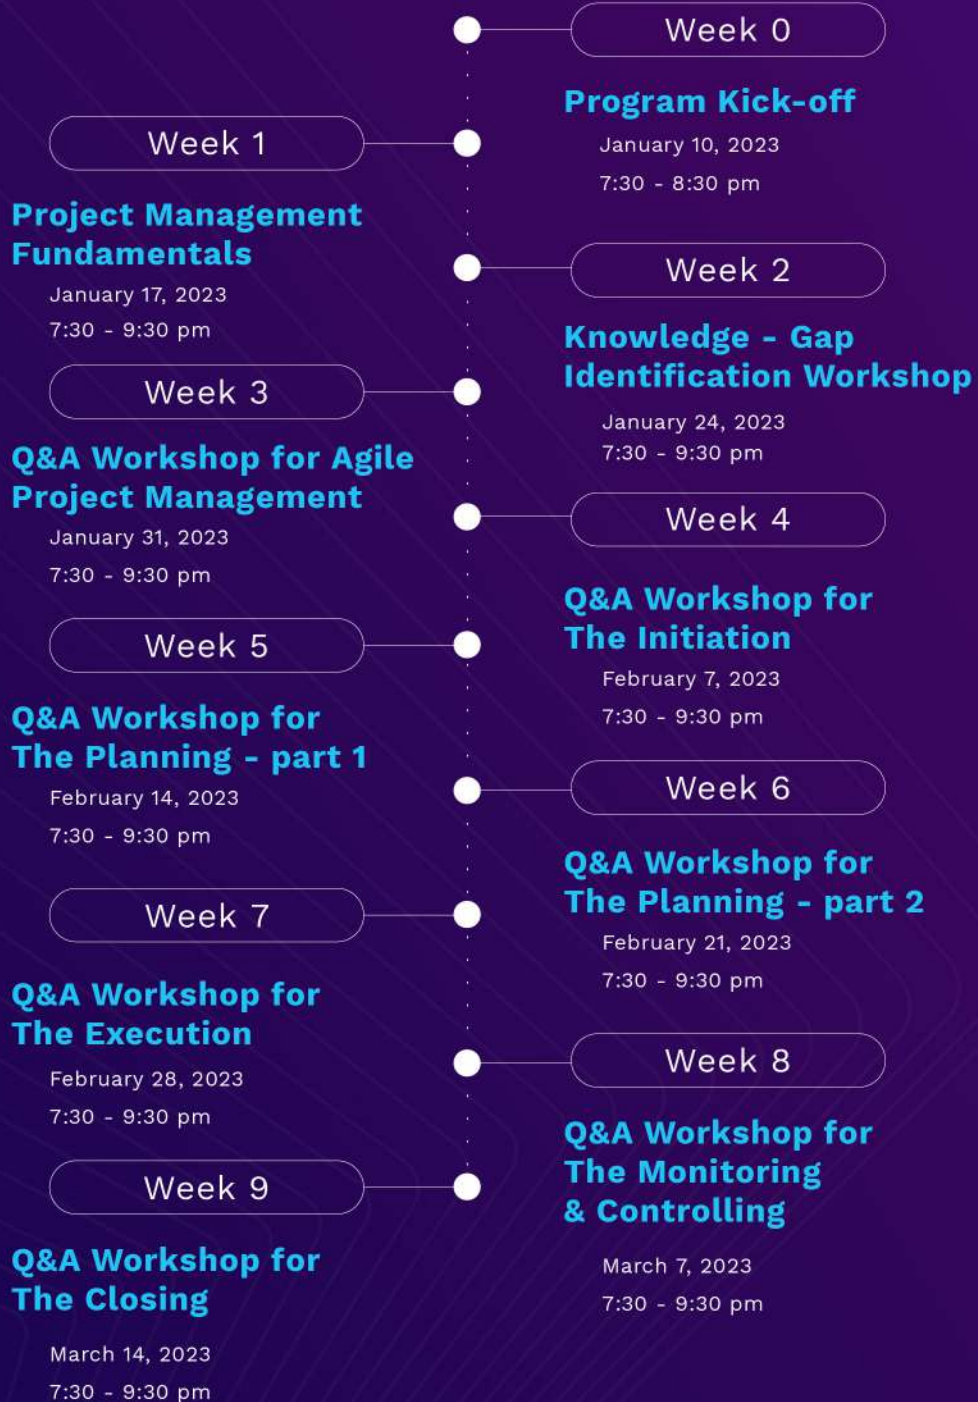 Week 0
Program Kick-off
January 10, 2023
7:30 - 8:30 pm
Week 1
Project Management
Fundamentals
January 17, 2023
7:30 - 9:30 pm
Week 2
Knowledge - Gap
Identification Workshop
January 24, 2023
7:30 - 9:30 pm
Week 3
Q&A Workshop for Agile
Project Management
January 31, 2023
7:30 - 9:30 pm
Week 4
Q&A Workshop for
The Initiation
February 7, 2023
7:30 - 9:30 pm
Week 5
Q&A Workshop for
The Planning - part 1
February 14, 2023
7:30 - 9:30 pm
Week 6
Q&A Workshop for
The Planning - part 2
February 21, 2023
7:30 - 9:30 pm
Week 7
Q&A Workshop for
The Execution
February 28, 2023
7:30 - 9:30 pm
Week 8
Q&A Workshop for
The Monitoring
& Controlling
March 7, 2023
7:30 - 9:30 pm
Week 9
Q&A Workshop for
The Closing
March 14, 2023
7:30 - 9:30 pm